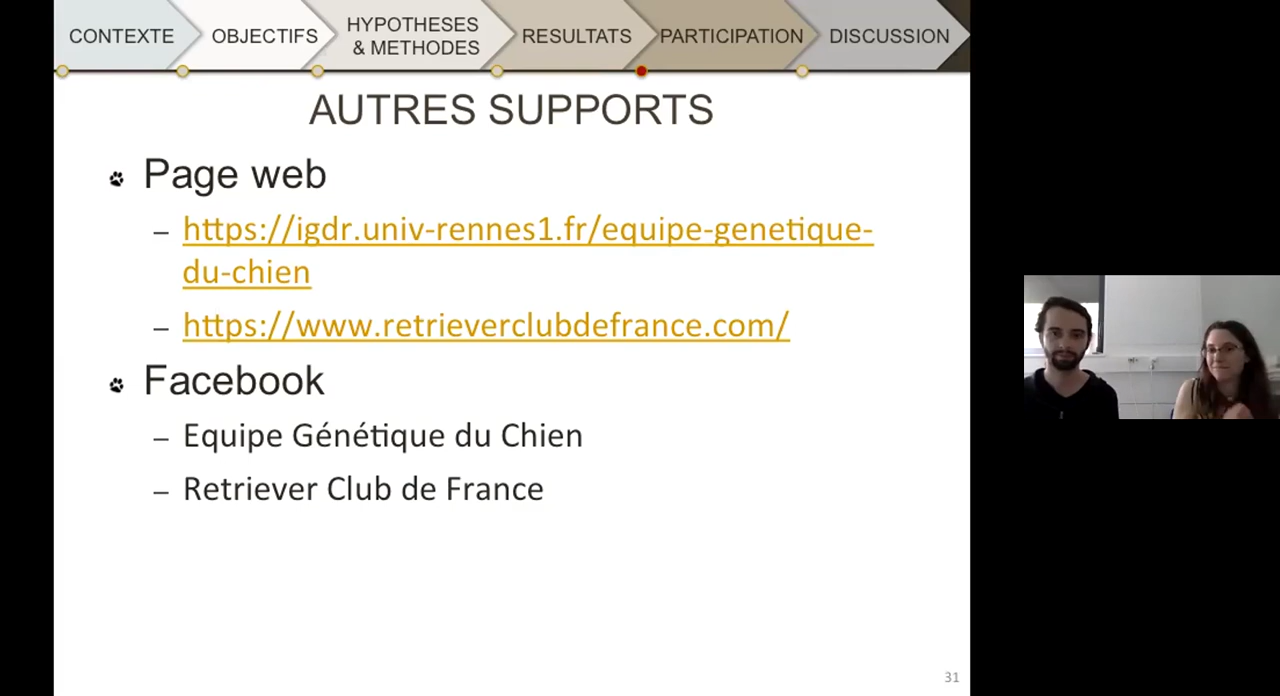 CONTEXTE
OBJECTIFS
HYPOTHESES
& METHODES
RESULTATS
PARTICIPATION
DISCUSSION
AUTRES SUPPORTS
Page web
– https://igdr.univ-rennes1.fr/equipe-genetique-
du-chien
– https://www.retrieverclubdefrance.com/
Facebook
– Equipe Génétique du Chien
– Retriever Club de France
31